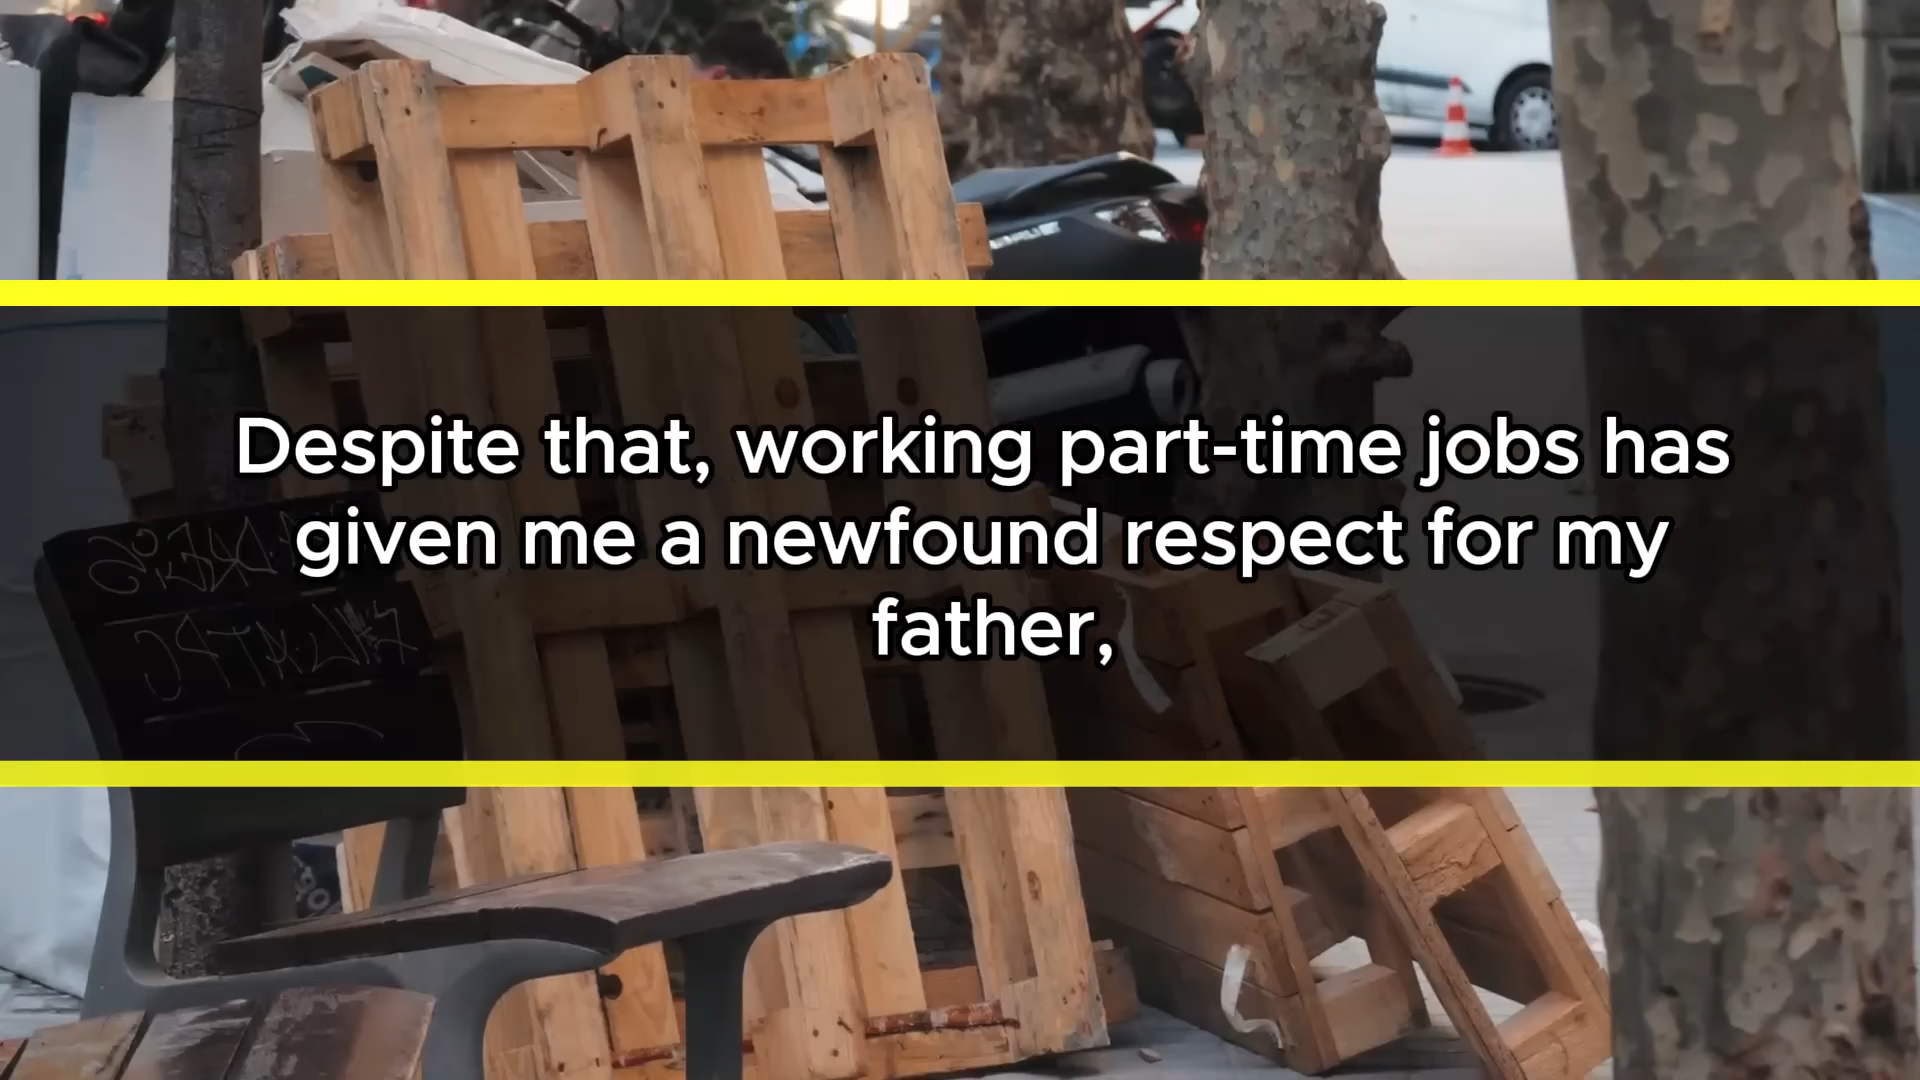 Despite that, working part-time jobs has
given me a newfound respect for my
father,